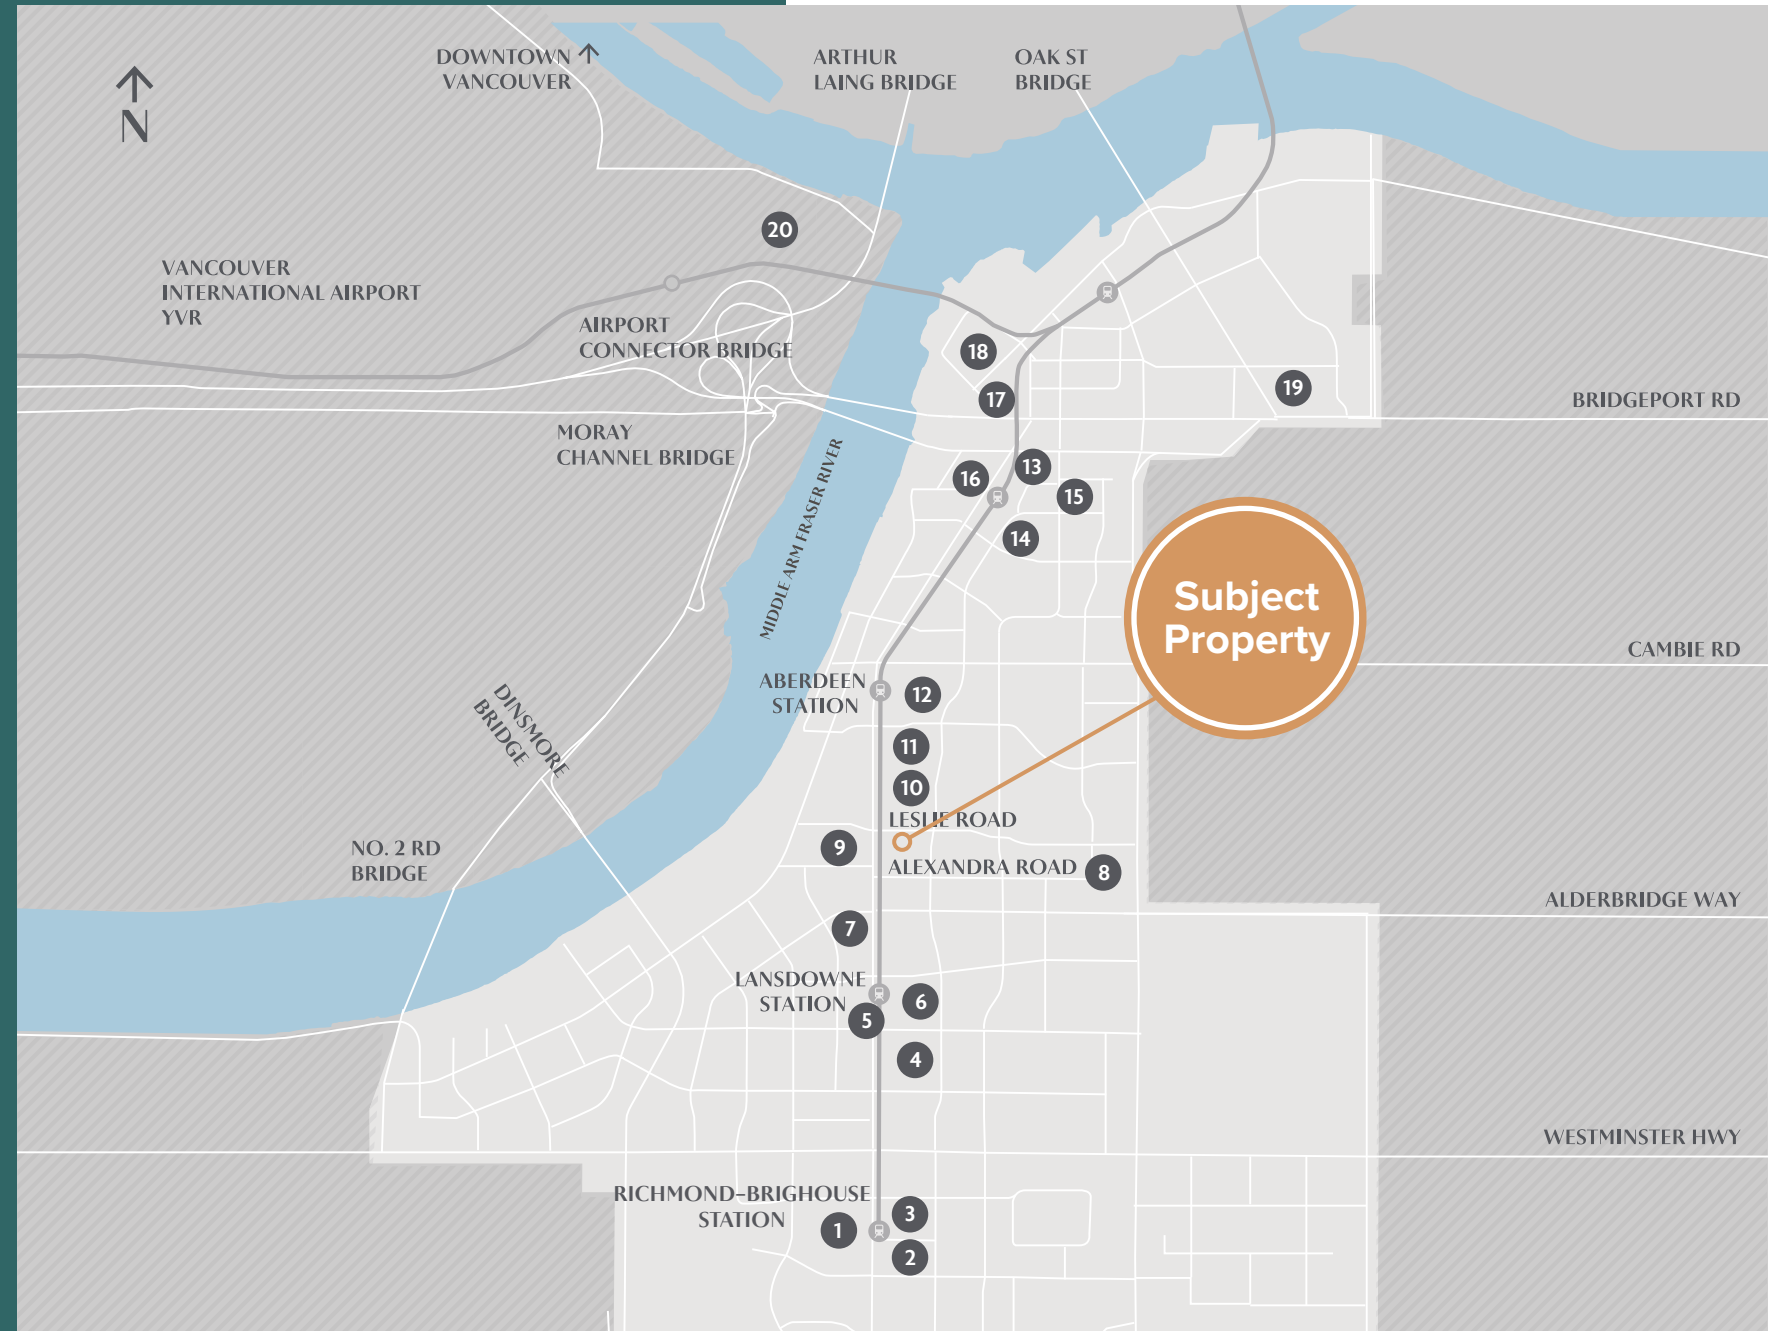 DOWNTOWN
VANCOUVER
ARTHUR
LAING BRIDGE
OAK ST
BRIDGE
N
20
VANCOUVER
INTERNATIONAL AIRPORT
YVR
AIRPORT
CONNECTOR BRIDGE
18
17
19
BRIDGEPORT RD
MORAY
CHANNEL BRIDGE
MIDDLE ARM FRASER RIVER
16
13
15
14
Subject
Property
CAMBIE RD
ABERDEEN
STATION
12
DINSMORE
BRIDGE
11
10
LESLIE ROAD
9
NO. 2 RD
BRIDGE
ALEXANDRA ROAD
8
ALDERBRIDGE WAY
7
LANSDOWNE
STATION
6
5
4
WESTMINSTER HWY
RICHMOND-BRIGHOUSE
STATION
3
1
2